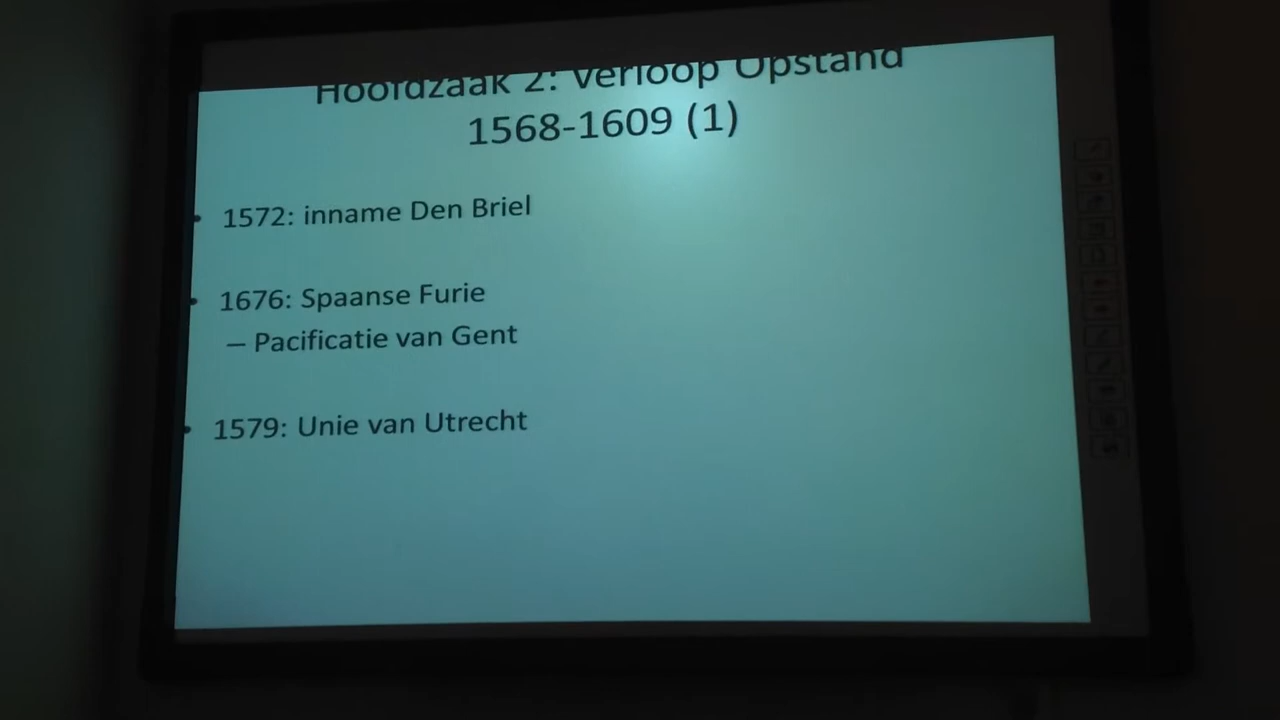 Hoofdzaak 2: Verloop Opstand
1568-1609 (1)
• 1572: inname Den Briel
• 1676: Spaanse Furie
– Pacificatie van Gent
• 1579: Unie van Utrecht